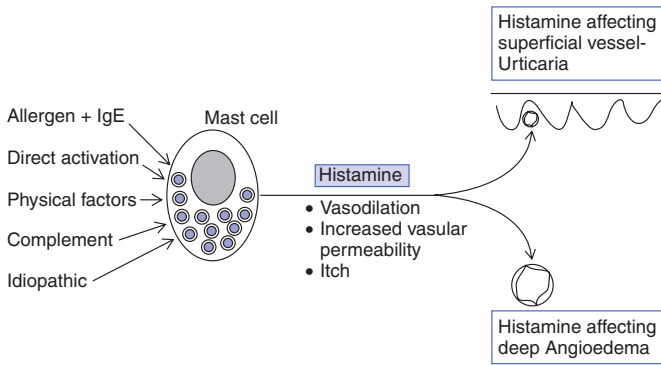 Histamine affecting
superficial vessel-
Urticaria
Mast cell
Allergen + IgE
Direct activation
Physical factors
Complement
Idiopathic
Histamine
• Vasodilation
• Increased vasular
permeability
• Itch
Histamine affecting
deep Angioedema